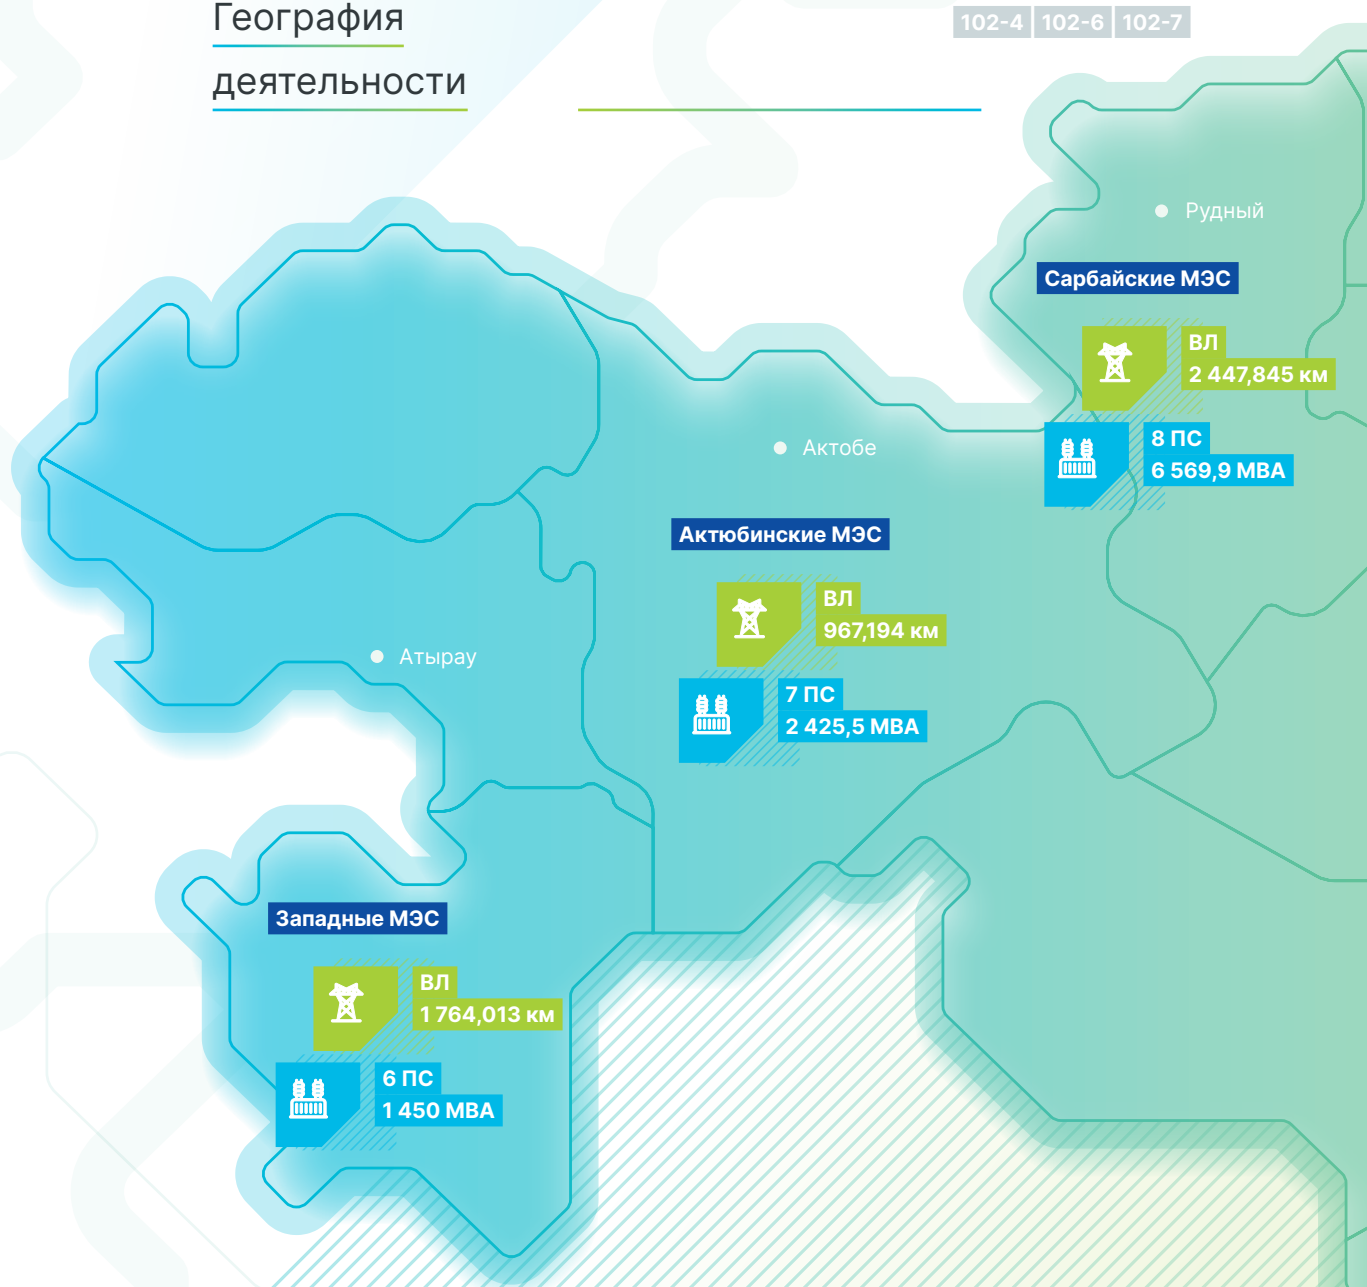 География
деятельности
102-4 102-6 102-7
Рудный
Сарбайские МЭС
ВЛ
2 447,845 км
8 ПС
6 569,9 МВА
Актобе
Актюбинские МЭС
ВЛ
967,194 км
7 ПС
2 425,5 МВА
Атырау
Западные МЭС
ВЛ
1 764,013 км
6 ПС
1 450 МВА